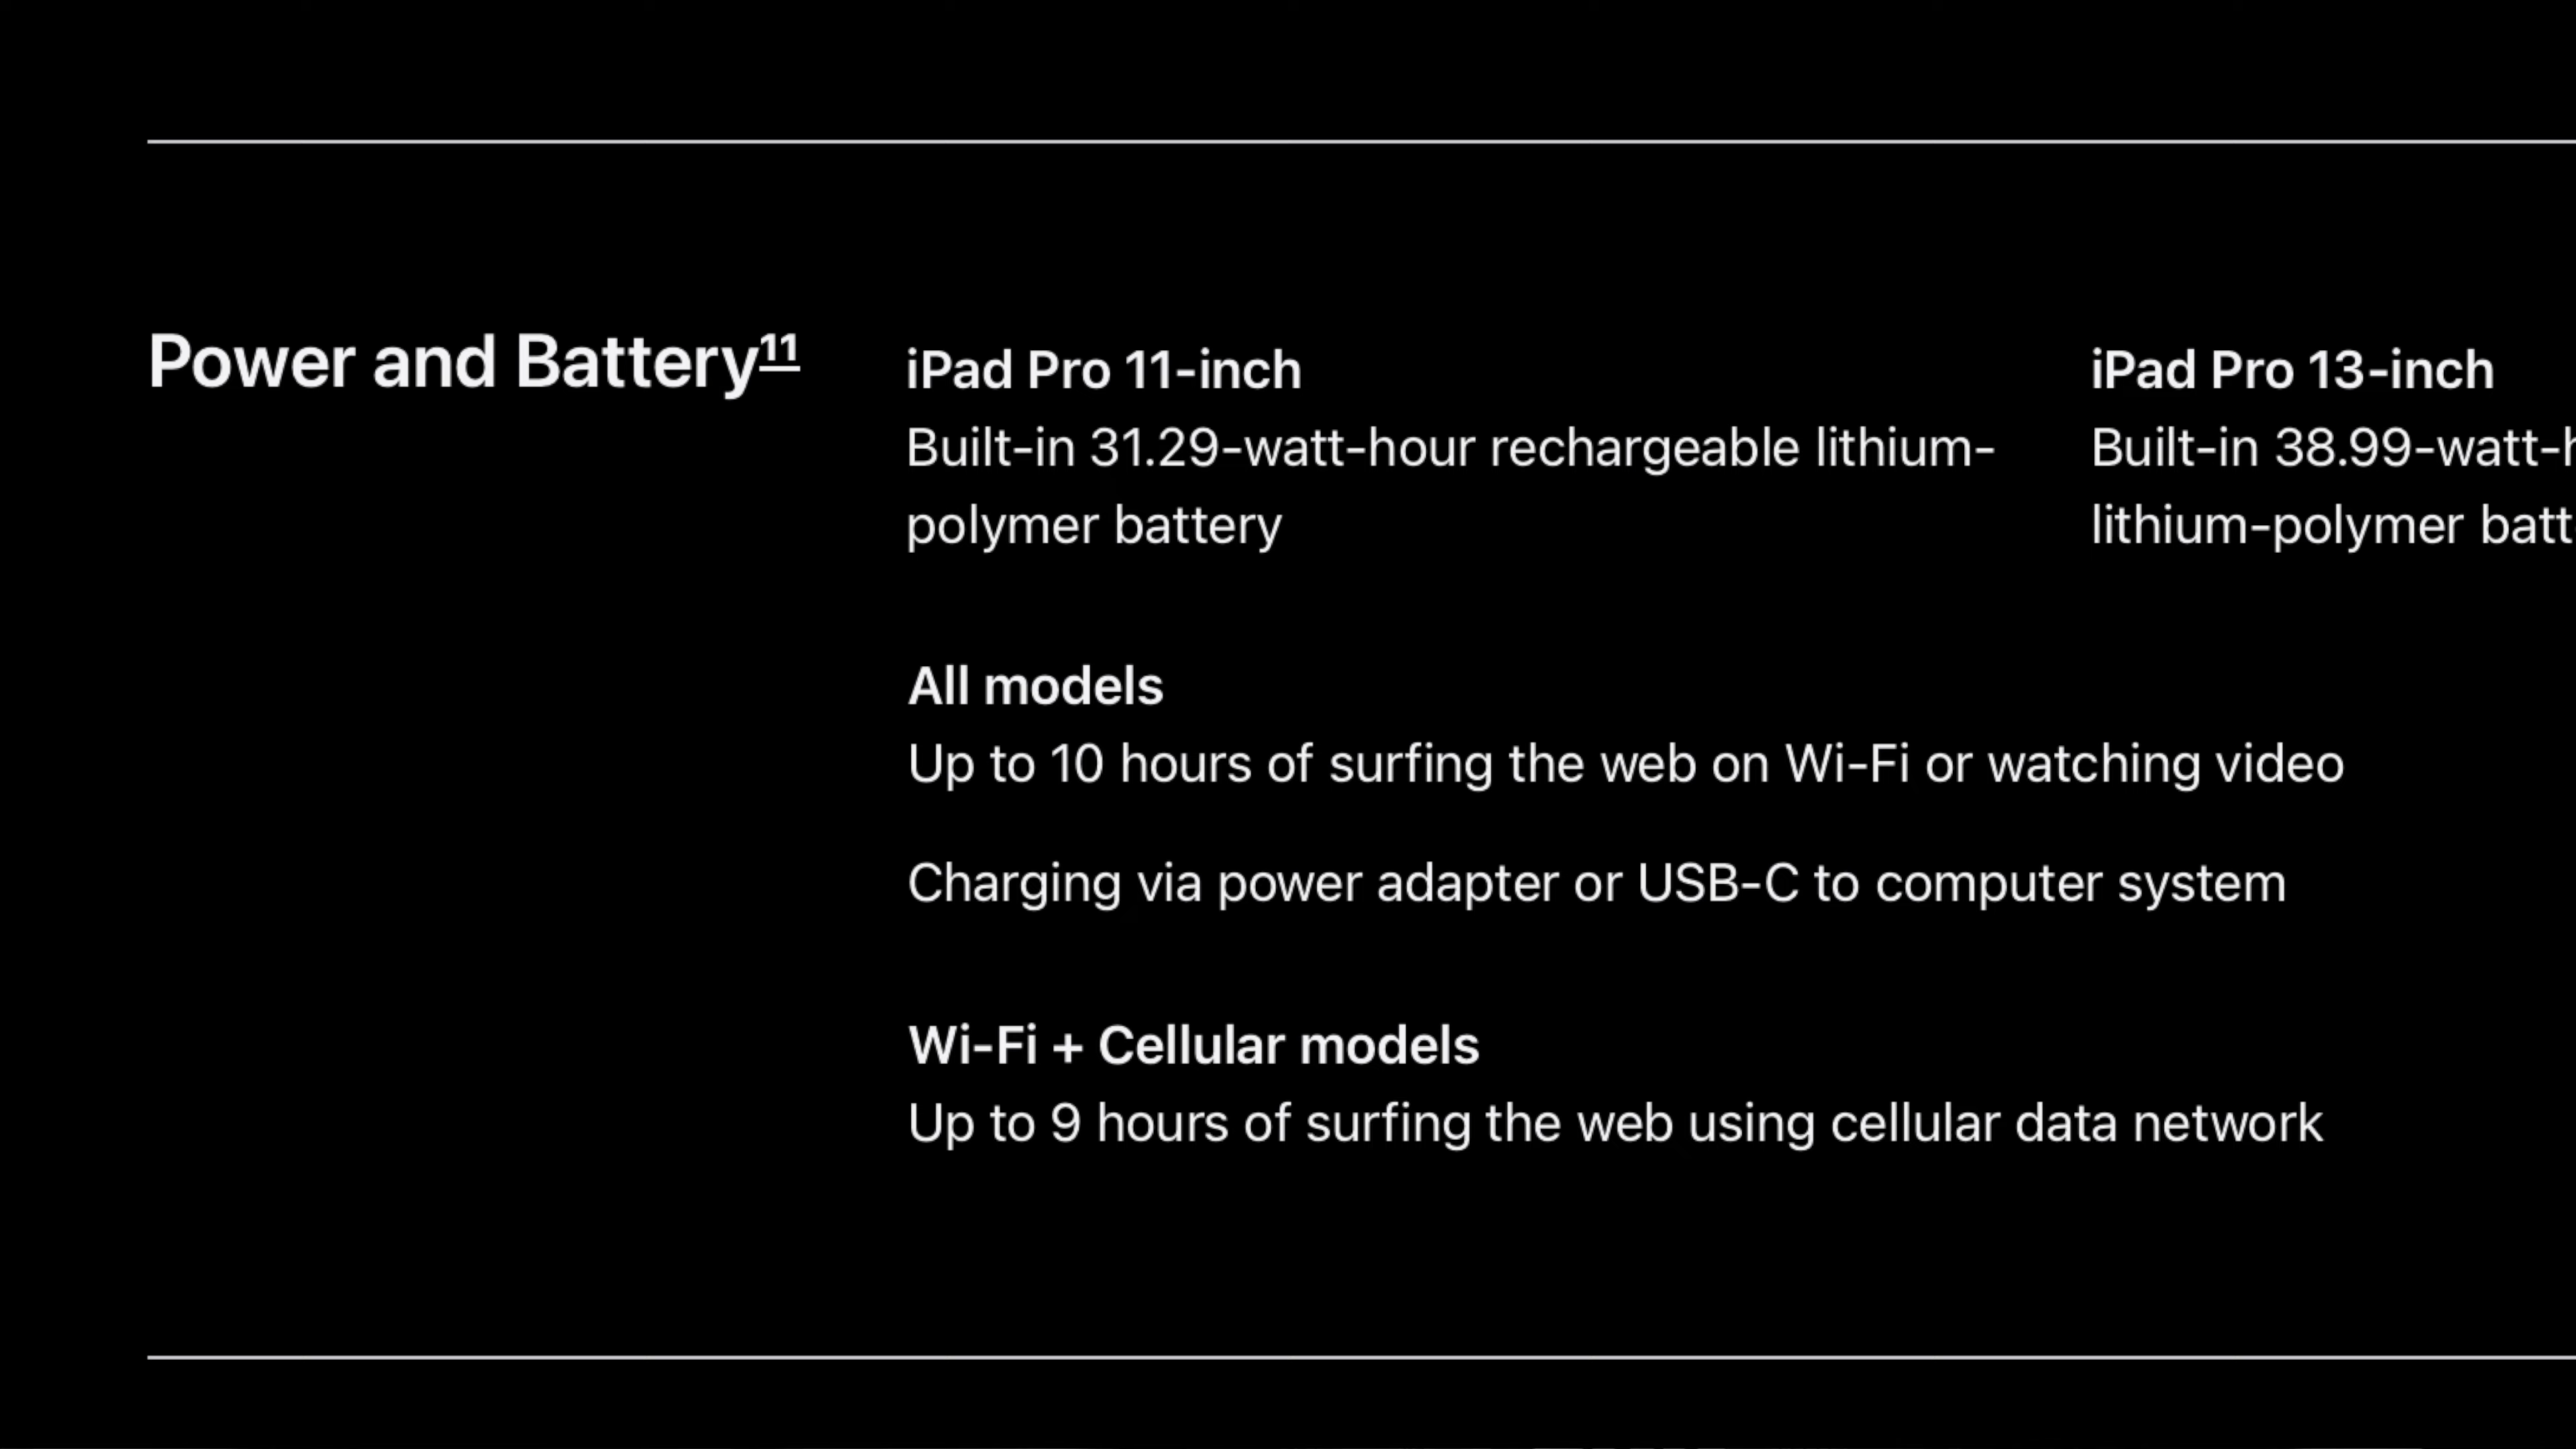 Power and Battery11
iPad Pro 11-inch
Built-in 31.29-watt-hour rechargeable lithium-
polymer battery
iPad Pro 13-inch
Built-in 38.99-watt-h
lithium-polymer batt
All models
Up to 10 hours of surfing the web on Wi-Fi or watching video
Charging via power adapter or USB-C to computer system
Wi-Fi + Cellular models
Up to 9 hours of surfing the web using cellular data network